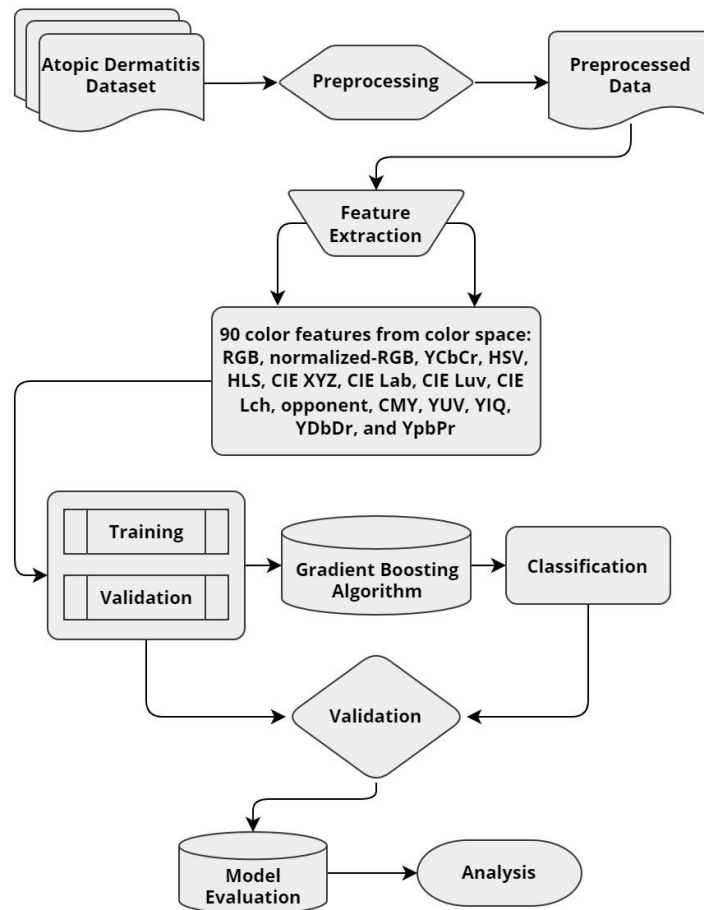 Atopic Dermatitis
Dataset
Preprocessing
Preprocessed
Data
Feature
Extraction
90 color features from color space:
RGB, normalized-RGB, YCbCr, HSV,
HLS, CIE XYZ, CIE Lab, CIE Luv, CIE
Lch, opponent, CMY, YUV, YIQ,
YDbDr, and YpbPr
Training
Validation
Gradient Boosting
Algorithm
Classification
Validation
Model
Evaluation
Analysis